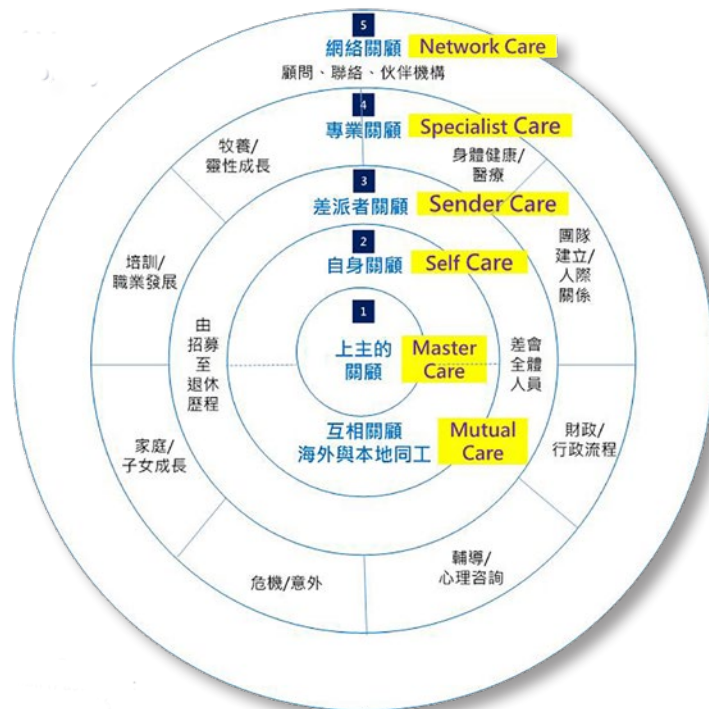 5
網絡關顧 Network Care
顧問、聯絡、伙伴機構
4
專業關顧 Specialist Care
牧養/
靈性成長
身體健康/
醫療
3
差派者關顧 Sender Care
培訓/
職業發展
團隊
建立/
人際
關係
2
自身關顧 Self Care
1
上主的
關顧
Master
Care
由
招募
至
退休
歷程
差會
全體
人員
互相關顧
海外與本地同工
Mutual
Care
家庭/
子女成長
財政/
行政流程
危機/意外
輔導/
心理咨詢